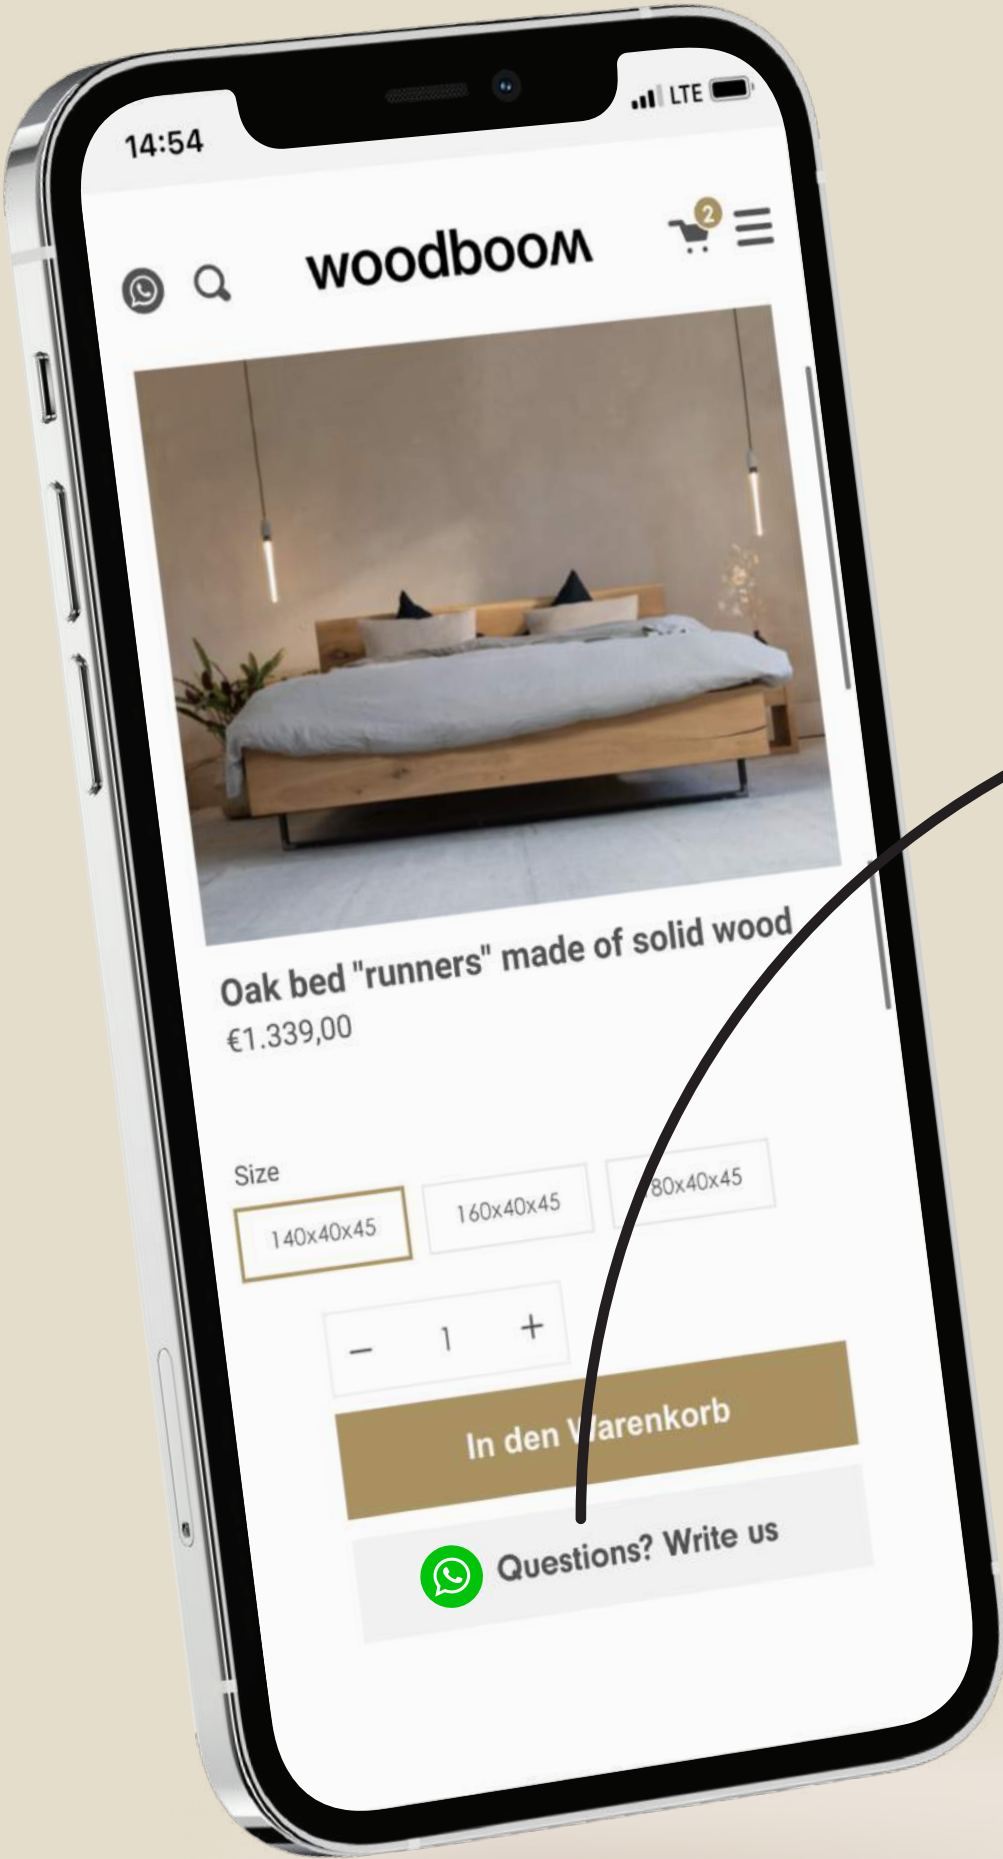 14:54
LTE
2
woodboom
Oak bed "runners" made of solid wood
€1.339,00
Size
140x40x45
160x40x45
80x40x45
1
In den Warenkorb
Questions? Write us